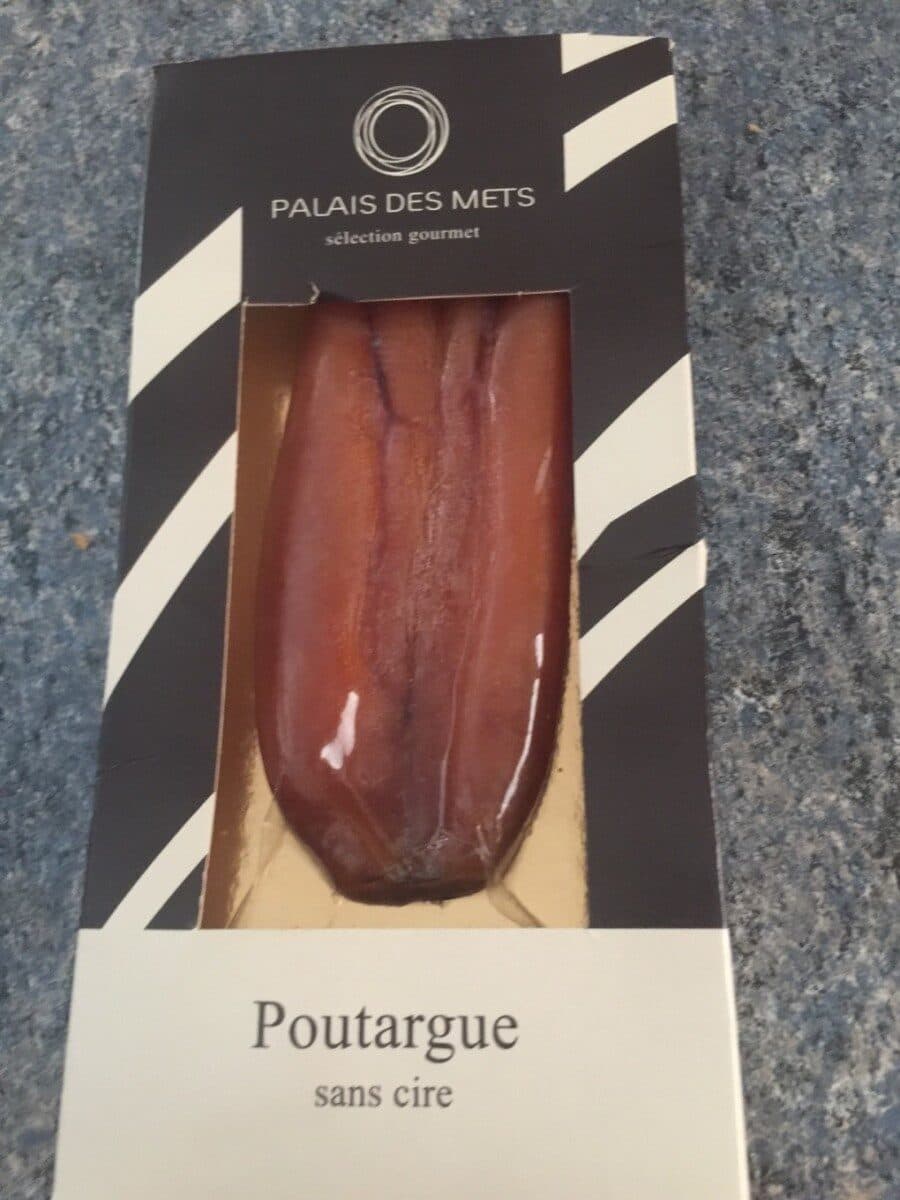 PALAIS DES METS
sélection gourmet
Poutargue
sans cire